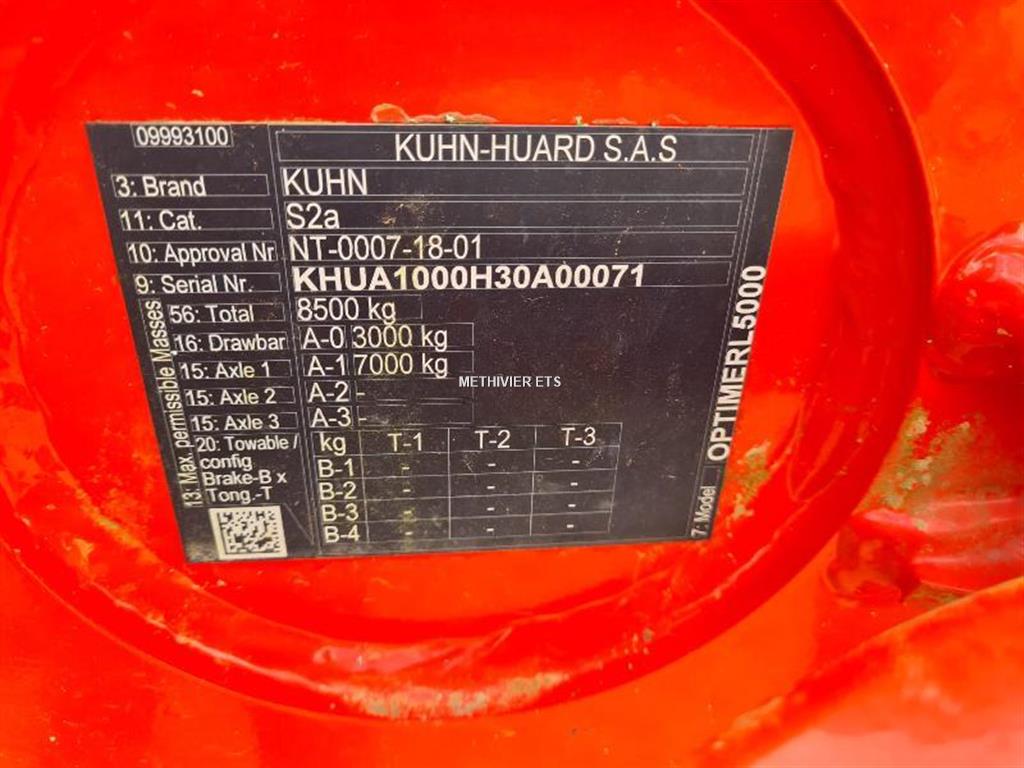 09993100
KUHN-HUARD S.A.S
3: Brand KUHN
11: Cat. S2a
10: Approval Nr NT-0007-18-01
9: Serial Nr. KHUA1000H30A00071
13: Max. permissible Masses
56: Total 8500 kg
16: Drawbar A-0 3000 kg
15: Axle 1 A-1 7000 kg
METHIVIER ETS
15: Axle 2 A-2 -
15: Axle 3 A-3 -
20: Towable / kg T-1 T-2 T-3
config B-1 - - -
Brake-B x B-2 - - -
Tong.-T B-3 - - -
B-4 - - -
7: Model OPTIMERL5000